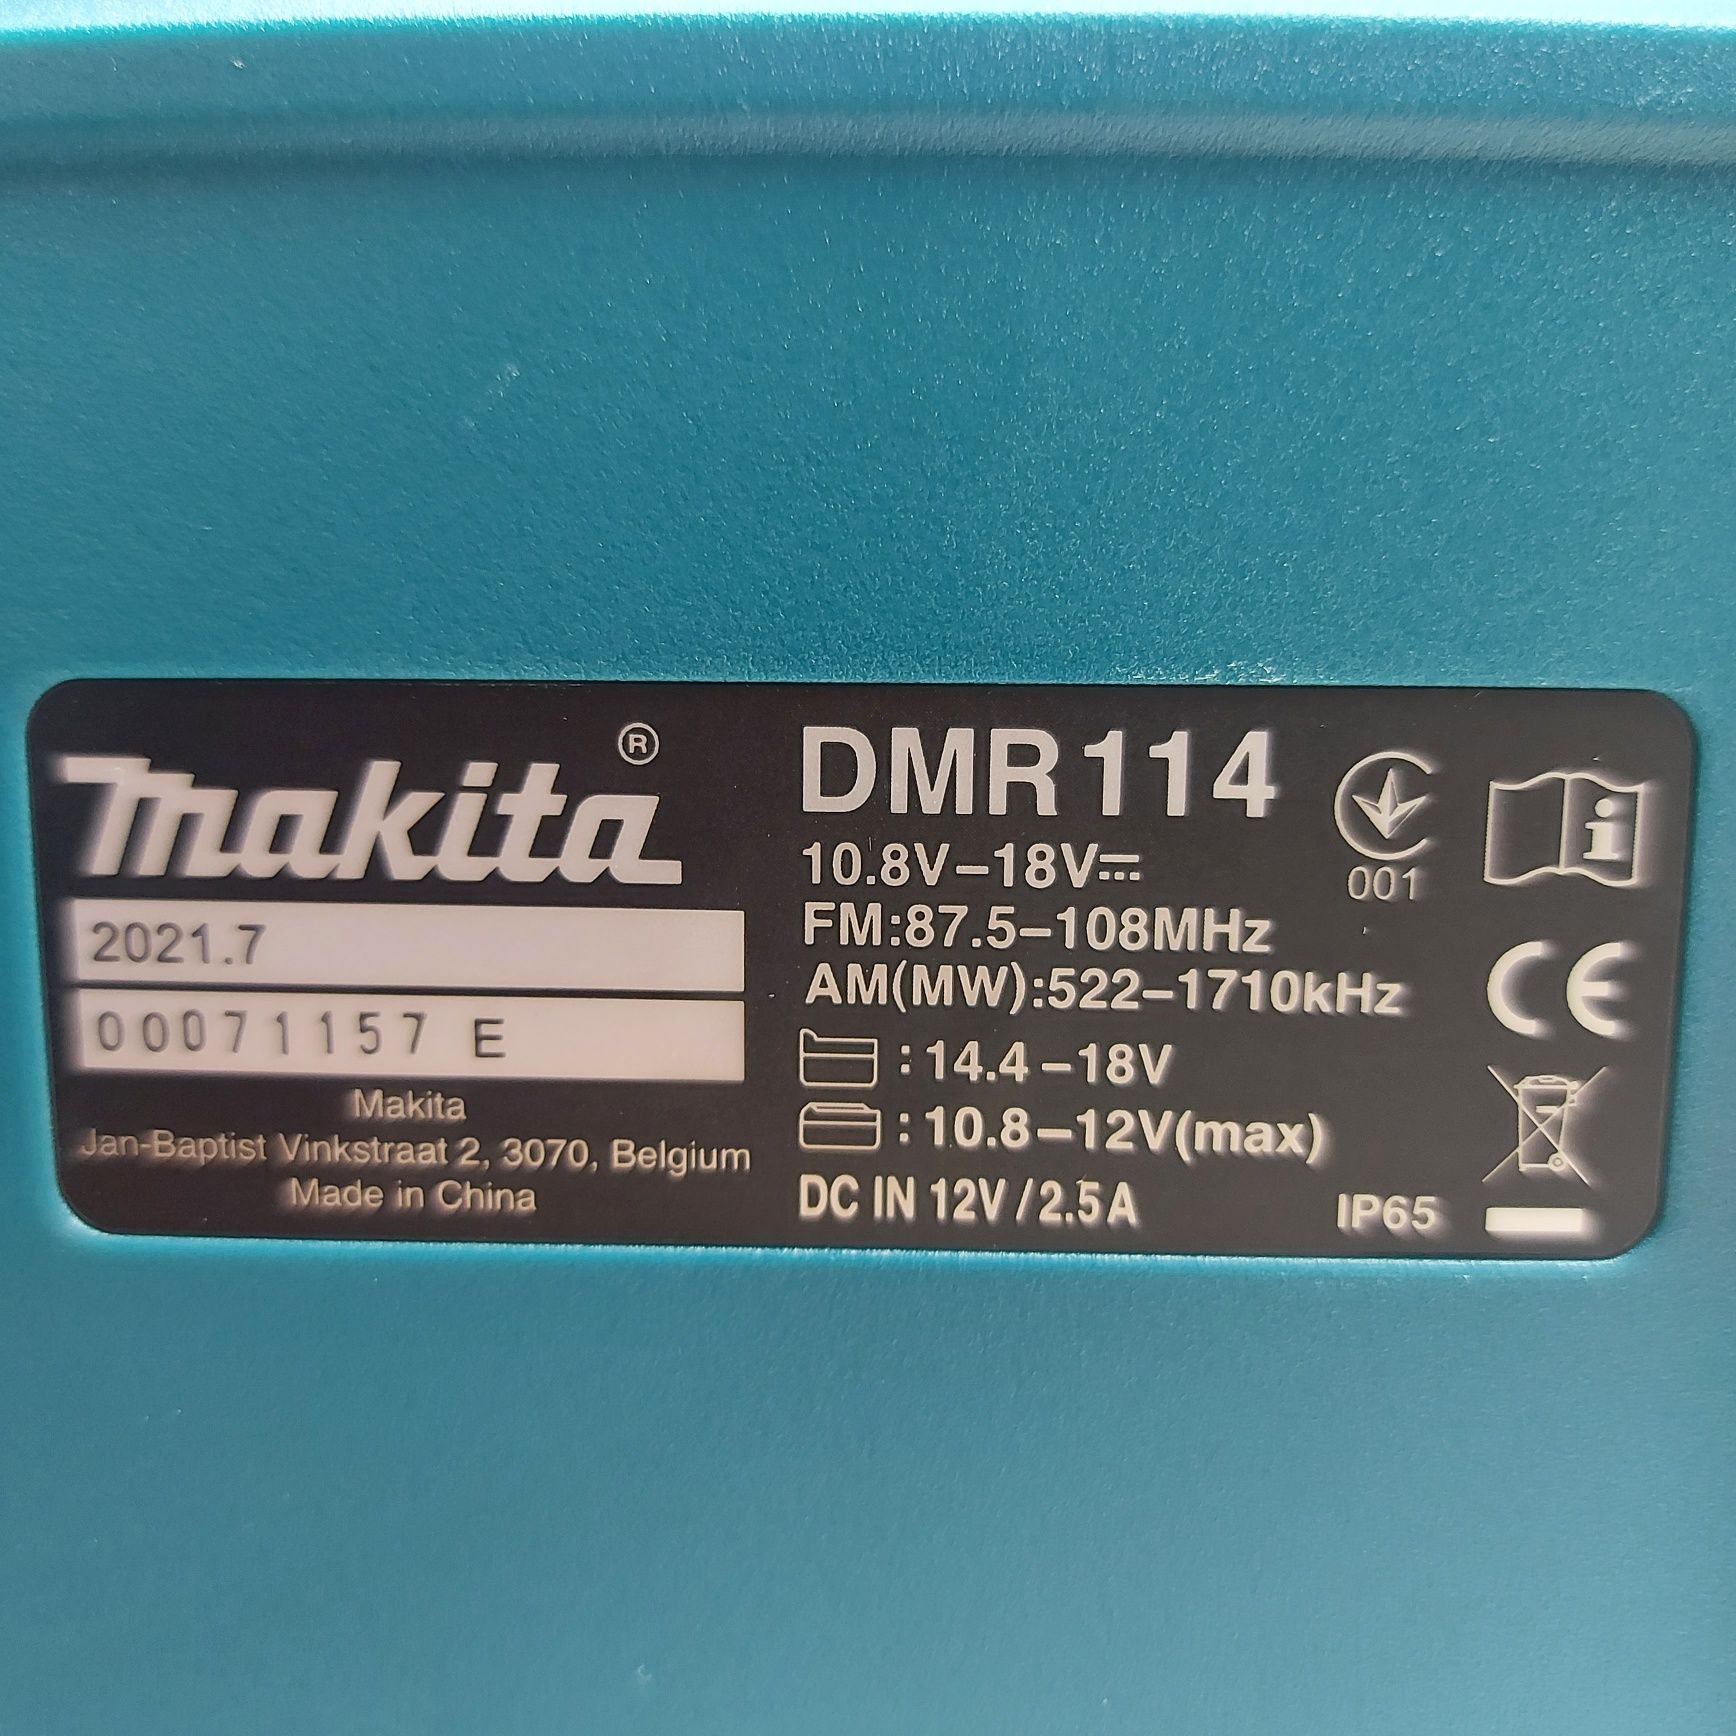 makita ®
2021.7
00071157 E
Makita
Jan-Baptist Vinkstraat 2, 3070, Belgium
Made in China
DMR114
10.8V–18V⎓
FM:87.5–108MHz
AM(MW):522–1710kHz
: 14.4–18V
: 10.8–12V(max)
DC IN 12V/2.5A
001
i
CE
IP65